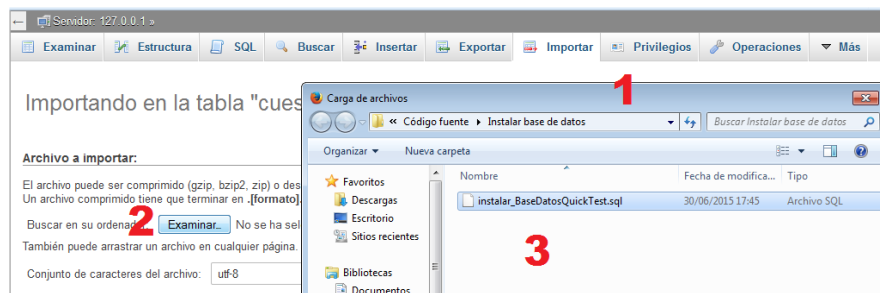 Servidor: 127.0.0.1 »
Examinar Estructura SQL Buscar Insertar Exportar Importar Privilegios Operaciones Más
1
Importando en la tabla "cues
Archivo a importar:
El archivo puede ser comprimido (gzip, bzip2, zip) o des
Un archivo comprimido tiene que terminar en .[formato].
2
Buscar en su ordenad Examinar... No se ha sel
También puede arrastrar un archivo en cualquier página.
Conjunto de caracteres del archivo: utf-8
Carga de archivos
« Código fuente Instalar base de datos Buscar Instalar base de datos
Organizar Nueva carpeta
Favoritos
Descargas
Escritorio
Sitios recientes
Bibliotecas
Documentos
Nombre Fecha de modifica... Tipo
instalar_BaseDatosQuickTest.sql 30/06/2015 17:45 Archivo SQL
3